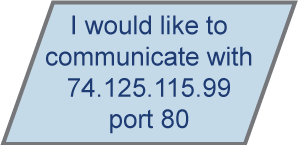 I would like to
communicate with
74.125.115.99
port 80